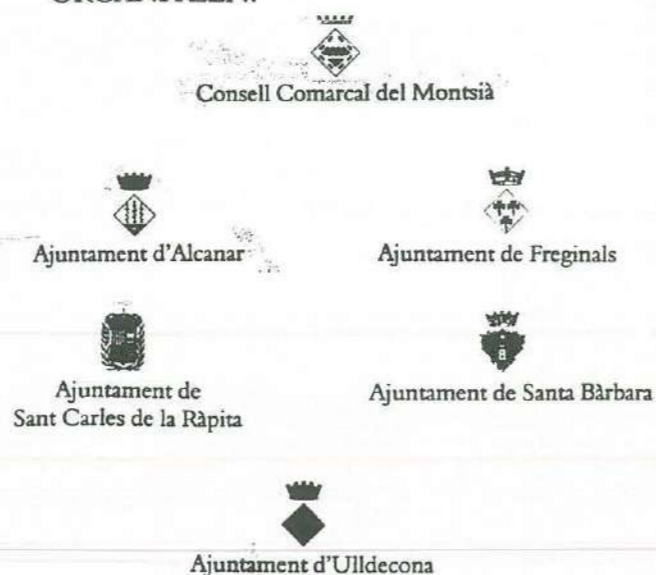 ORGANITZEN:
Consell Comarcal del Montsià
Ajuntament d'Alcanar
Ajuntament de Freginals
Ajuntament de
Sant Carles de la Ràpita
Ajuntament de Santa Bàrbara
Ajuntament d'Ulldecona